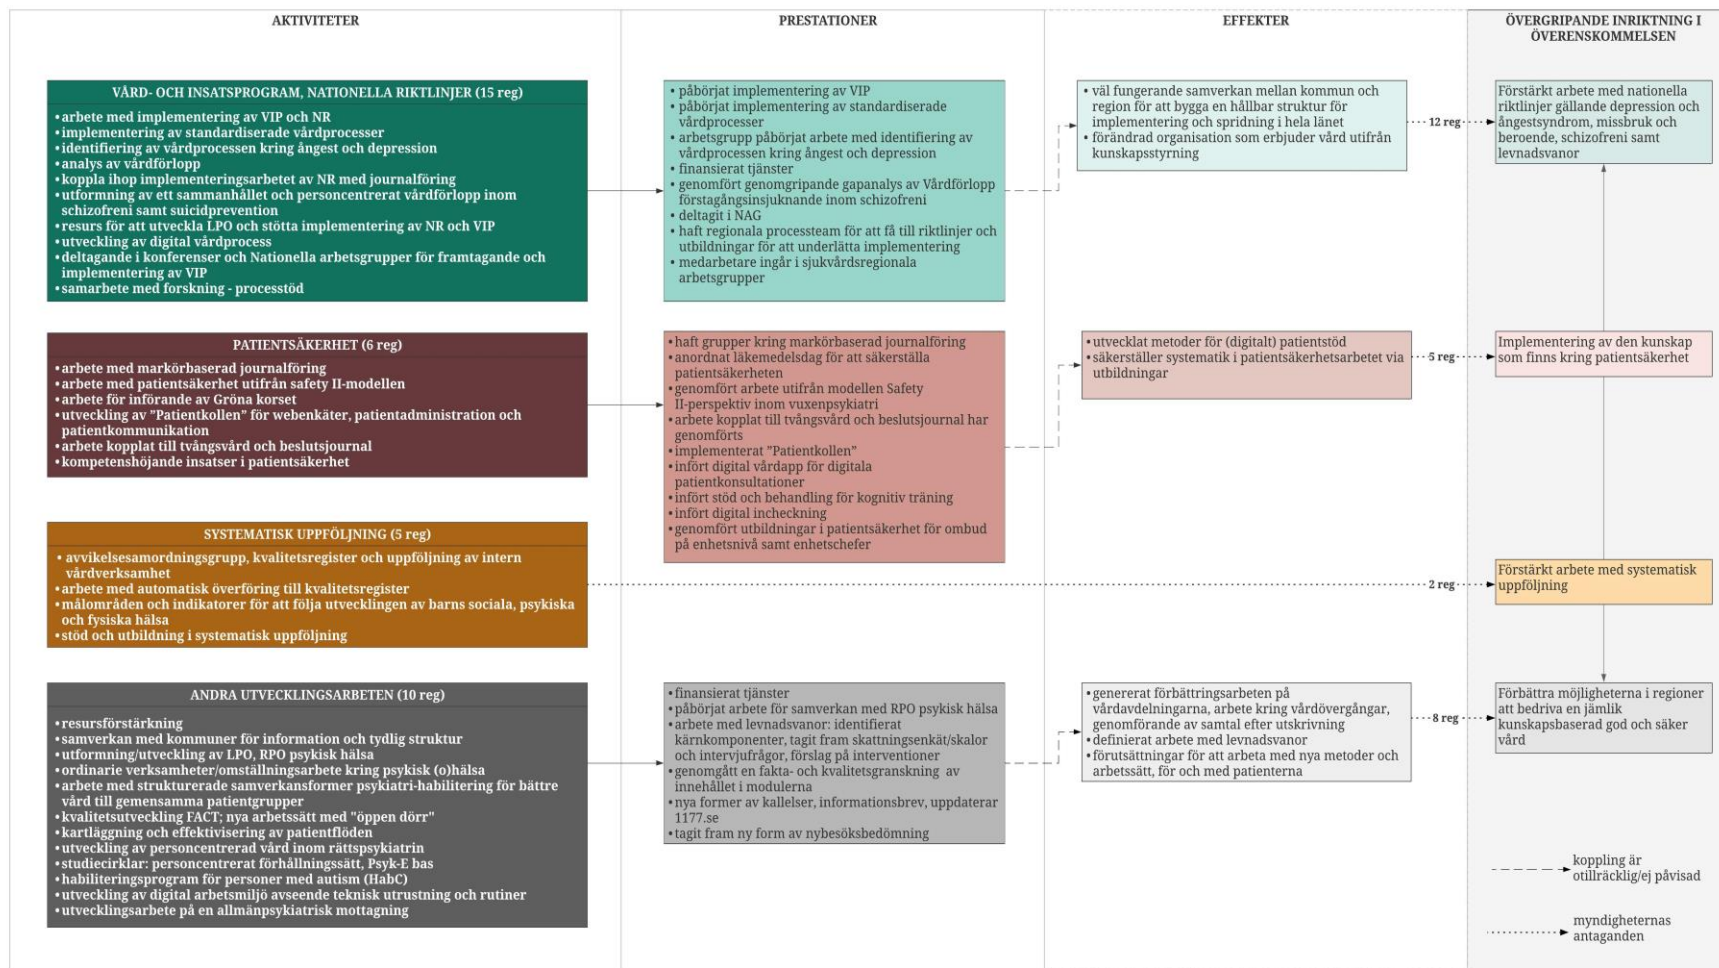 AKTIVITETER
PRESTATIONER
EFFEKTER
ÖVERGRIPANDE INRIKTNING I
ÖVERENSKOMMELSEN
VÅRD- OCH INSATSPROGRAM, NATIONELLA RIKTLINJER (15 reg)
• arbete med implementering av VIP och NR
• implementering av standardiserade vårdprocesser
• identifiering av vårdprocessen kring ångest och depression
• analys av vårdförlopp
• koppla ihop implementeringsarbetet av NR med journalföring
• utformning av ett sammanhållet och personcentrerat vårdförlopp inom
schizofreni samt suicidprevention
• resurs för att utveckla LPO och stötta implementering av NR och VIP
• utveckling av digital vårdprocess
• deltagande i konferenser och Nationella arbetsgrupper för framtagande och
implementering av VIP
• samarbete med forskning - processtöd
• påbörjat implementering av VIP
• påbörjat implementering av standardiserade
vårdprocesser
• arbetsgrupp påbörjat arbete med identifiering av
vårdprocessen kring ångest och depression
• finansierat tjänster
• genomfört genomgripande gapanalys av Vårdförlopp
förstagångsinsjuknande inom schizofreni
• deltagit i NAG
• haft regionala processteam för att få till riktlinjer och
utbildningar för att underlätta implementering
• medarbetare ingår i sjukvårdsregionala
arbetsgrupper
• väl fungerande samverkan mellan kommun och
region för att bygga en hållbar struktur för
implementering och spridning i hela länet
• förändrad organisation som erbjuder vård utifrån
kunskapsstyrning
12 reg
Förstärkt arbete med nationella
riktlinjer gällande depression och
ångestsyndrom, missbruk och
beroende, schizofreni samt
levnadsvanor
PATIENTSÄKERHET (6 reg)
• arbete med markörbaserad journalföring
• arbete med patientsäkerhet utifrån safety II-modellen
• arbete för införande av Gröna korset
• utveckling av ”Patientkollen” för webenkäter, patientadministration och
patientkommunikation
• arbete kopplat till tvångsvård och beslutsjournal
• kompetenshöjande insatser i patientsäkerhet
• haft grupper kring markörbaserad journalföring
• anordnat läkemedelsdag för att säkerställa
patientsäkerheten
• genomfört arbete utifrån modellen Safety
II-perspektiv inom vuxenpsykiatri
• arbete kopplat till tvångsvård och beslutsjournal har
genomförts
• implementerat ”Patientkollen”
• infört digital vårdapp för digitala
patientkonsultationer
• infört stöd och behandling för kognitiv träning
• infört digital incheckning
• genomfört utbildningar i patientsäkerhet för ombud
på enhetsnivå samt enhetschefer
• utvecklat metoder för (digitalt) patientstöd
• säkerställer systematik i patientsäkerhetsarbetet via
utbildningar
5 reg
Implementering av den kunskap
som finns kring patientsäkerhet
SYSTEMATISK UPPFÖLJNING (5 reg)
• avvikelsesamordningsgrupp, kvalitetsregister och uppföljning av intern
vårdverksamhet
• arbete med automatisk överföring till kvalitetsregister
• målområden och indikatorer för att följa utvecklingen av barns sociala, psykiska
och fysiska hälsa
• stöd och utbildning i systematisk uppföljning
2 reg
Förstärkt arbete med systematisk
uppföljning
ANDRA UTVECKLINGSARBETEN (10 reg)
• resursförstärkning
• samverkan med kommuner för information och tydlig struktur
• utformning/utveckling av LPO, RPO psykisk hälsa
• ordinarie verksamheter/omställningsarbete kring psykisk (o)hälsa
• arbete med strukturerade samverkansformer psykiatri-habilitering för bättre
vård till gemensamma patientgrupper
• kvalitetsutveckling FACT; nya arbetssätt med "öppen dörr"
• kartläggning och effektivisering av patientflöden
• utveckling av personcentrerad vård inom rättspsykiatrin
• studiecirklar: personcentrerat förhållningssätt, Psyk-E bas
• habiliteringsprogram för personer med autism (HabC)
• utveckling av digital arbetsmiljö avseende teknisk utrustning och rutiner
• utvecklingsarbete på en allmänpsykiatrisk mottagning
• finansierat tjänster
• påbörjat arbete för samverkan med RPO psykisk hälsa
• arbete med levnadsvanor: identifierat
kärnkomponenter, tagit fram skattningsenkät/skalor
och intervjufrågor, förslag på interventioner
• genomgått en fakta- och kvalitetsgranskning av
innehållet i modulerna
• nya former av kallelser, informationsbrev, uppdaterar
1177.se
• tagit fram ny form av nybesöksbedömning
• genererat förbättringsarbeten på
vårdavdelningarna, arbete kring vårdövergångar,
genomförande av samtal efter utskrivning
• definierat arbete med levnadsvanor
• förutsättningar för att arbeta med nya metoder och
arbetssätt, för och med patienterna
8 reg
Förbättra möjligheterna i regioner
att bedriva en jämlik
kunskapsbaserad god och säker
vård
koppling är
otillräcklig/ej påvisad
myndigheternas
antaganden